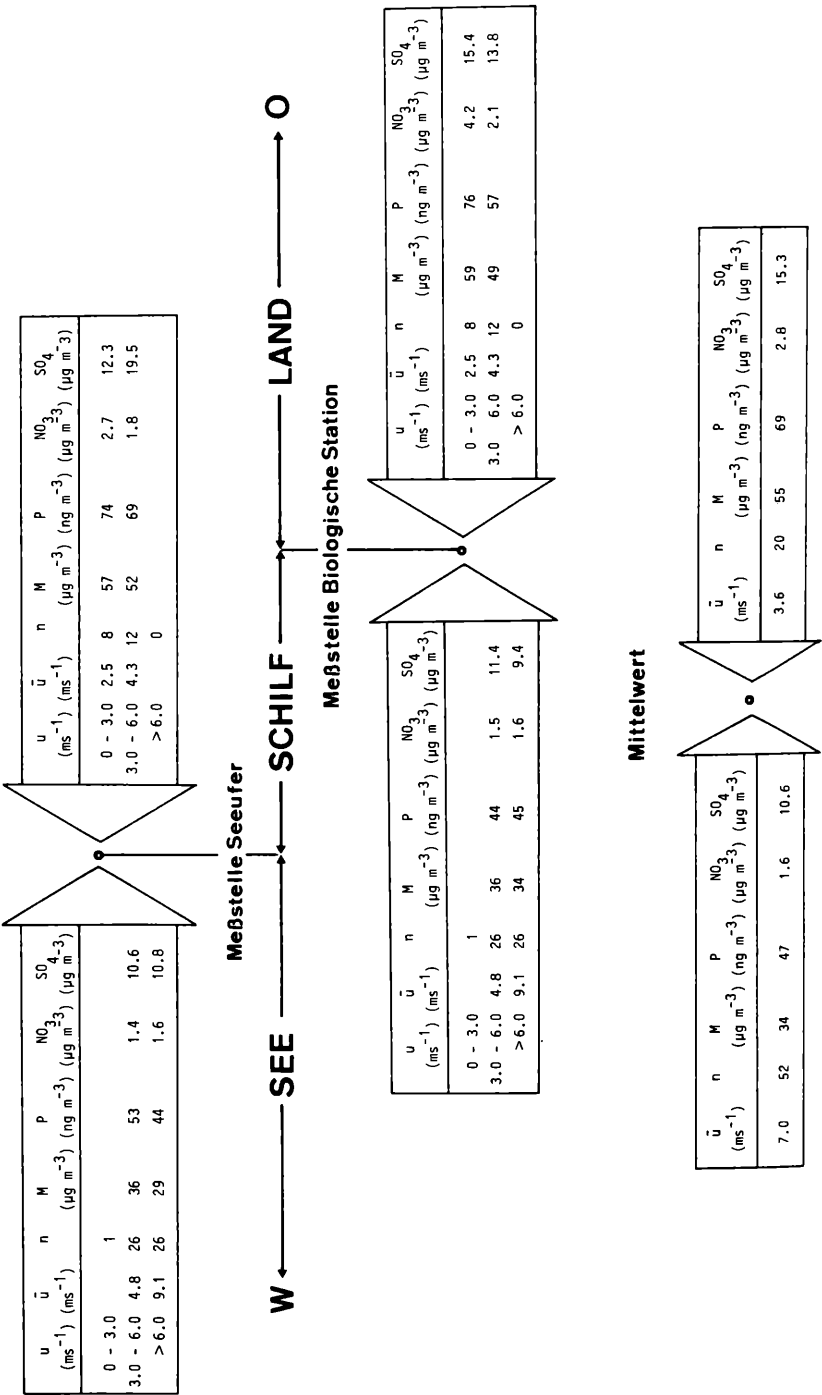 u ū n M P NO₃ SO₄
(ms⁻¹) (ms⁻¹) (µg m⁻³) (ng m⁻³) (µg m⁻³) (µg m⁻³)
0 - 3.0 1
3.0 - 6.0 4.8 26 36 53 1.4 10.6
>6.0 9.1 26 29 44 1.6 10.8
u ū n M P NO₃ SO₄
(ms⁻¹) (ms⁻¹) (µg m⁻³) (ng m⁻³) (µg m⁻³) (µg m⁻³)
0 - 3.0 2.5 8 57 74 2.7 12.3
3.0 - 6.0 4.3 12 52 69 1.8 19.5
>6.0 0
Meßstelle Seeufer
W SEE SCHILF LAND O
Meßstelle Biologische Station
u ū n M P NO₃ SO₄
(ms⁻¹) (ms⁻¹) (µg m⁻³) (ng m⁻³) (µg m⁻³) (µg m⁻³)
0 - 3.0 1
3.0 - 6.0 4.8 26 36 44 1.5 11.4
>6.0 9.1 26 34 45 1.6 9.4
u ū n M P NO₃ SO₄
(ms⁻¹) (ms⁻¹) (µg m⁻³) (ng m⁻³) (µg m⁻³) (µg m⁻³)
0 - 3.0 2.5 8 59 76 4.2 15.4
3.0 6.0 4.3 12 49 57 2.1 13.8
>6.0 0
Mittelwert
ū n M P NO₃ SO₄
(ms⁻¹) (µg m⁻³) (ng m⁻³) (µg m⁻³) (µg m⁻³)
7.0 52 34 47 1.6 10.6
ū n M P NO₃ SO₄
(ms⁻¹) (µg m⁻³) (ng m⁻³) (µg m⁻³) (µg m⁻³)
3.6 20 55 69 2.8 15.3